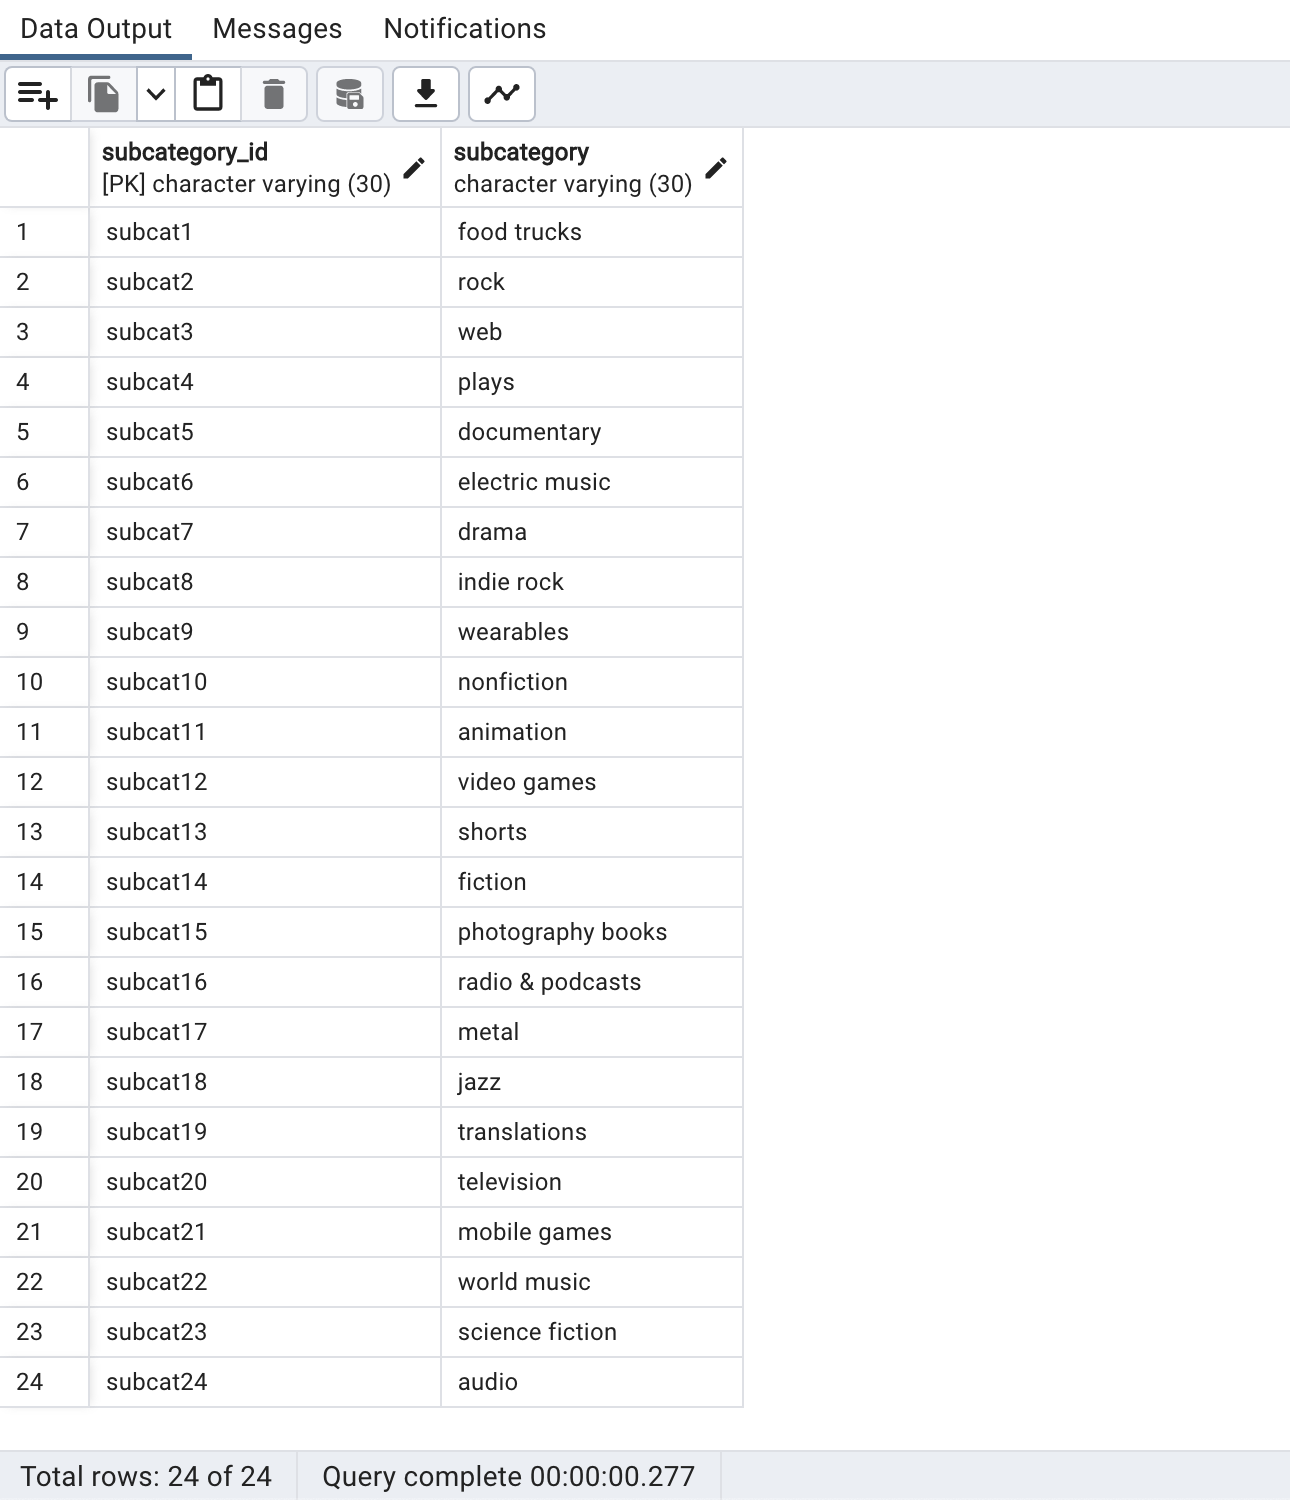 Data Output Messages Notifications
subcategory_id subcategory
[PK] character varying (30) character varying (30)
1 subcat1 food trucks
2 subcat2 rock
3 subcat3 web
4 subcat4 plays
5 subcat5 documentary
6 subcat6 electric music
7 subcat7 drama
8 subcat8 indie rock
9 subcat9 wearables
10 subcat10 nonfiction
11 subcat11 animation
12 subcat12 video games
13 subcat13 shorts
14 subcat14 fiction
15 subcat15 photography books
16 subcat16 radio & podcasts
17 subcat17 metal
18 subcat18 jazz
19 subcat19 translations
20 subcat20 television
21 subcat21 mobile games
22 subcat22 world music
23 subcat23 science fiction
24 subcat24 audio
Total rows: 24 of 24 Query complete 00:00:00.277